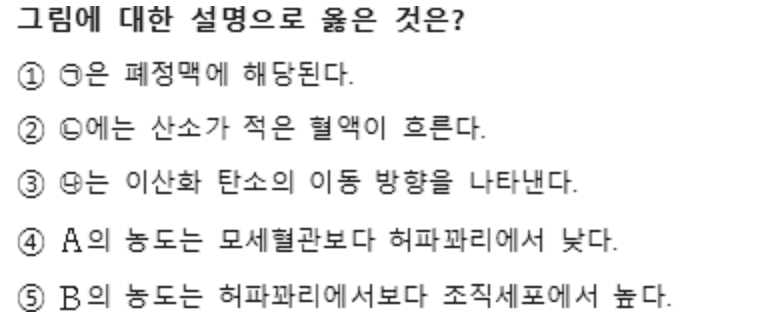 그림에 대한 설명으로 옳은 것은?
① ㉠은 폐정맥에 해당된다.
② ㉡에는 산소가 적은 혈액이 흐른다.
③ ㉯는 이산화 탄소의 이동 방향을 나타낸다.
④ A의 농도는 모세혈관보다 허파꽈리에서 낮다.
⑤ B의 농도는 허파꽈리에서보다 조직세포에서 높다.